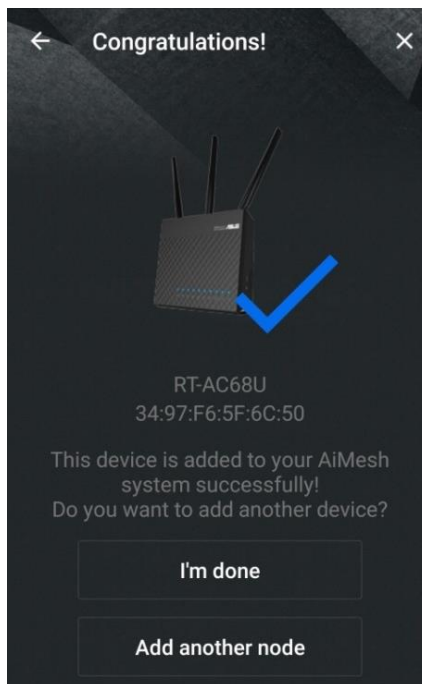 Congratulations!
RT-AC68U
34:97:F6:5F:6C:50
This device is added to your AiMesh
system successfully!
Do you want to add another device?
I'm done
Add another node